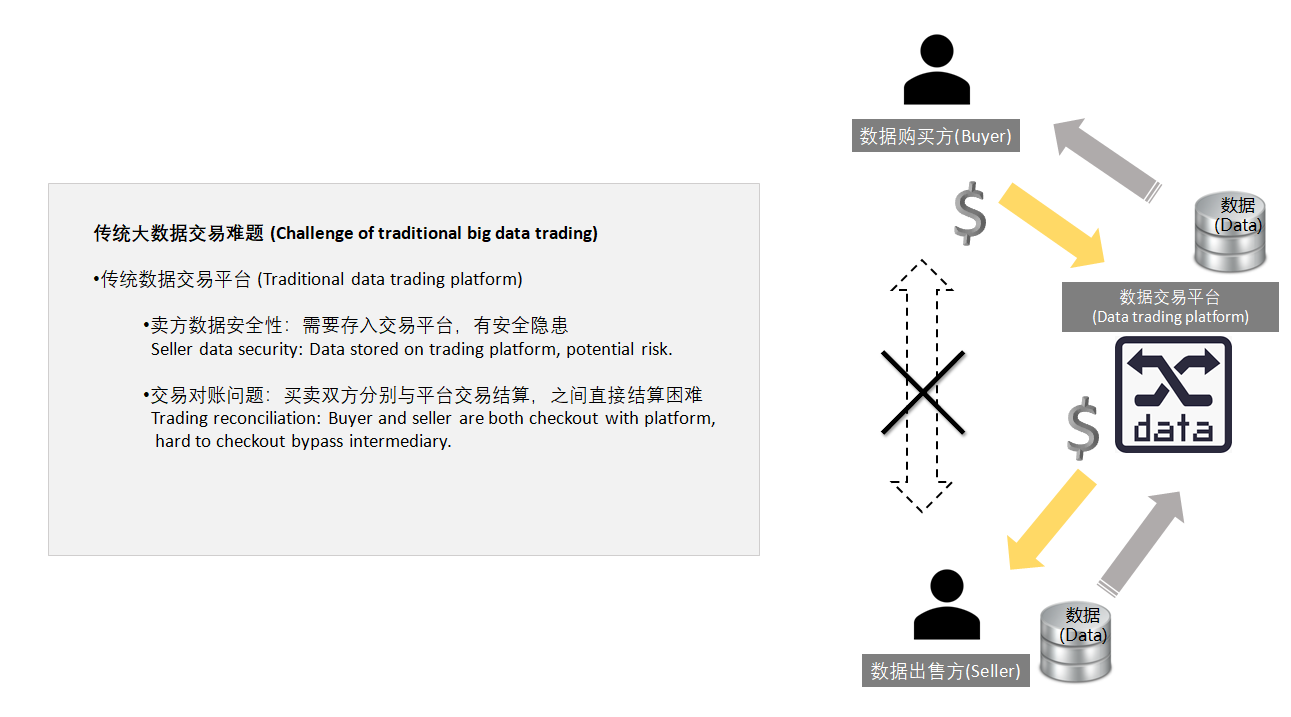 传统大数据交易难题 (Challenge of traditional big data trading)
•传统数据交易平台 (Traditional data trading platform)
•卖方数据安全性：需要存入交易平台，有安全隐患
Seller data security: Data stored on trading platform, potential risk.
•交易对账问题：买卖双方分别与平台交易结算，之间直接结算困难
Trading reconciliation: Buyer and seller are both checkout with platform,
hard to checkout bypass intermediary.
数据购买方(Buyer)
$
数据
(Data)
数据交易平台
(Data trading platform)
data
$
数据
(Data)
数据出售方(Seller)